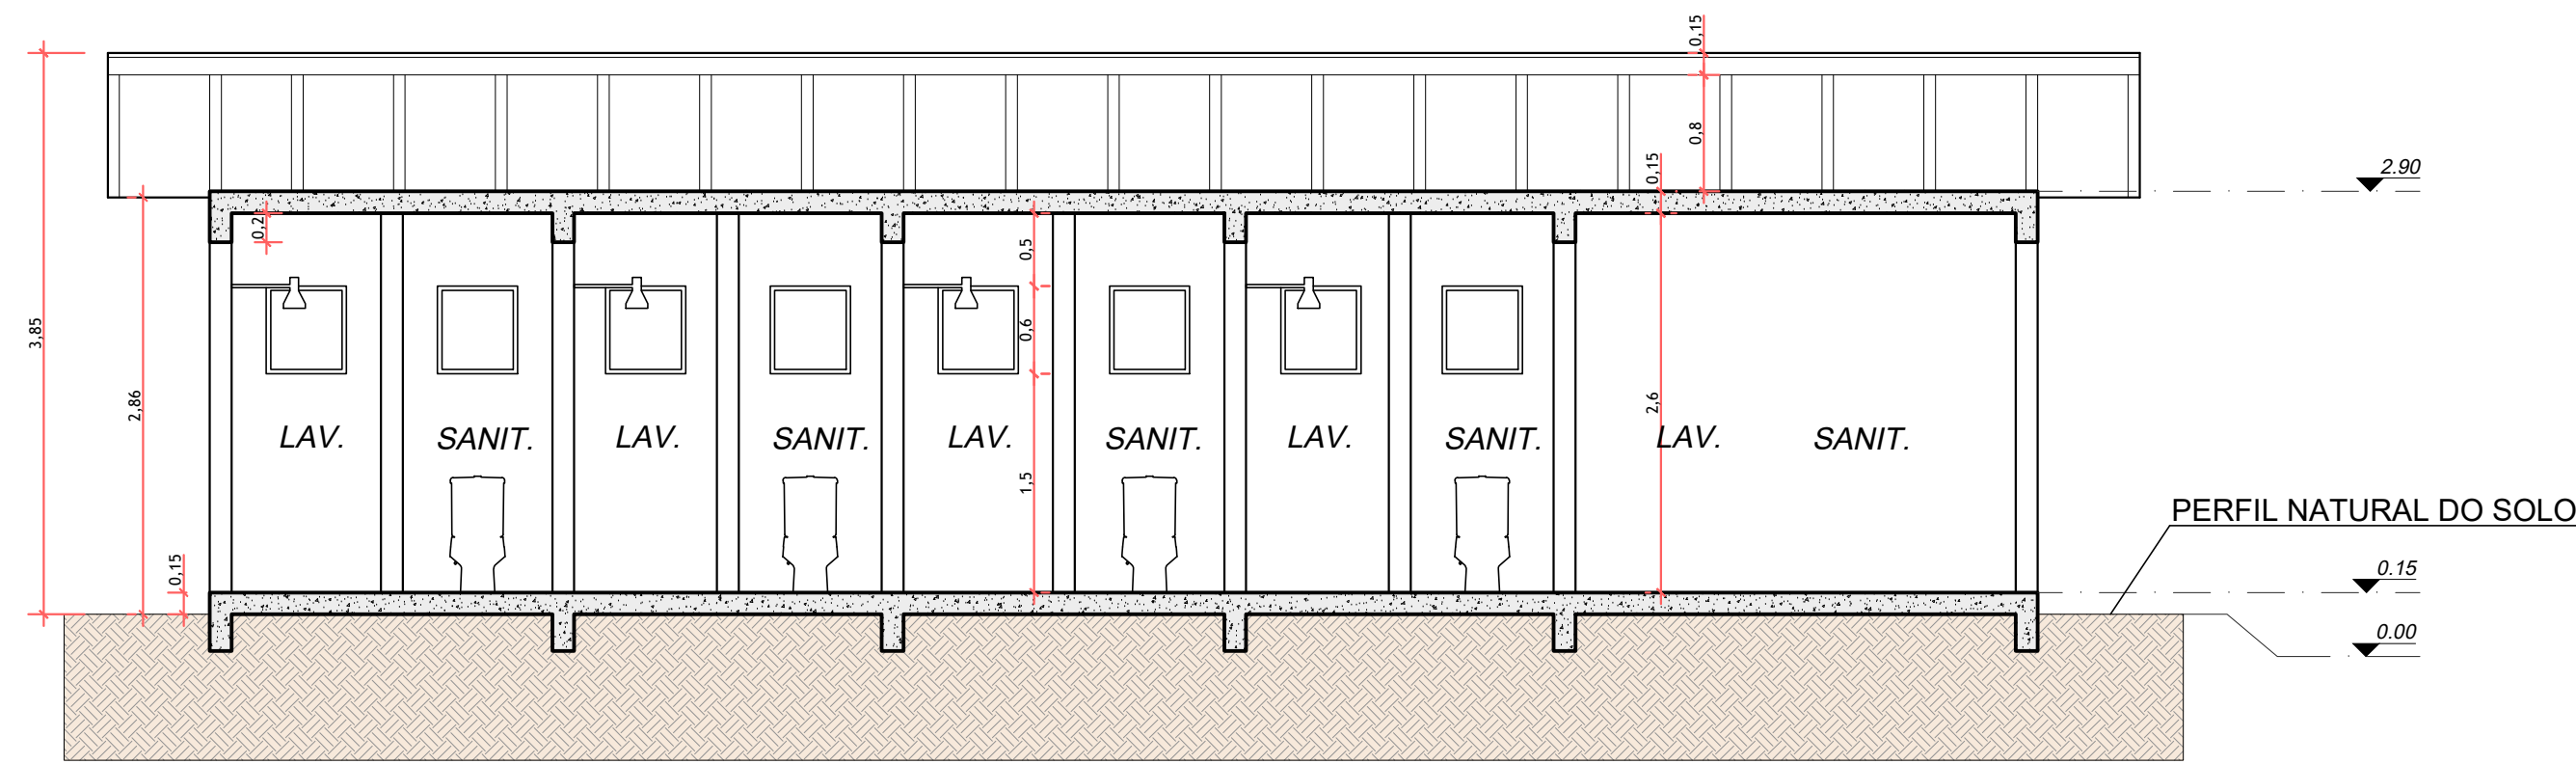 0,15
0,8
0,15
2.90
0,2
0,5
3,85
0,6
2,86
2,6
LAV.
SANIT.
LAV.
SANIT.
LAV.
SANIT.
LAV.
SANIT.
LAV.
SANIT.
1,5
PERFIL NATURAL DO SOLO
0,15
0.15
0.00